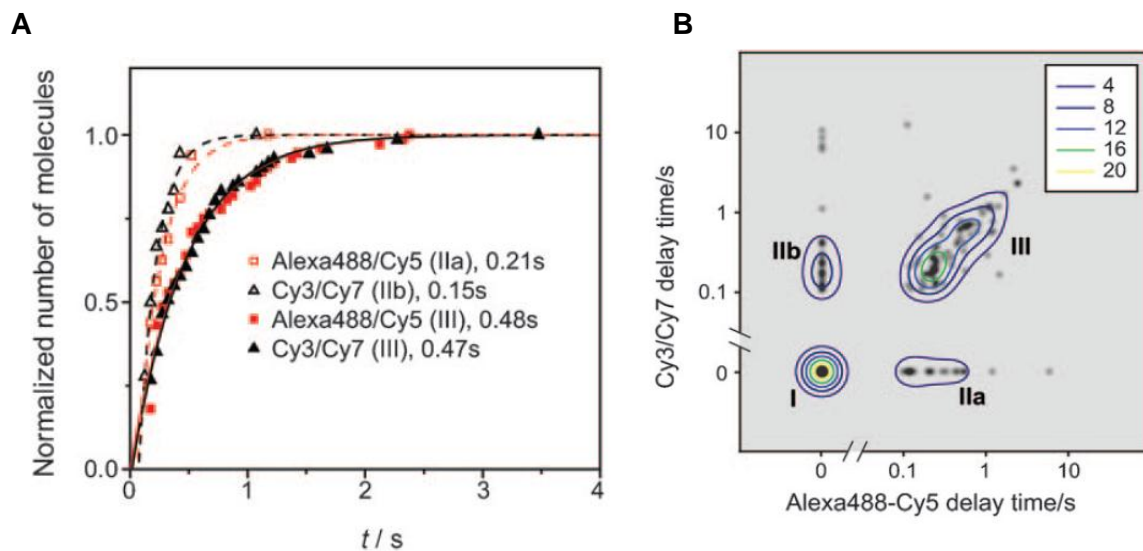 A
Normalized number of molecules
1.0
0.5
0.0
Alexa488/Cy5 (IIa), 0.21s
Cy3/Cy7 (IIb), 0.15s
Alexa488/Cy5 (III), 0.48s
Cy3/Cy7 (III), 0.47s
0 1 2 3 4
t / s
B
Cy3/Cy7 delay time/s
10
1
0.1
0
4
8
12
16
20
IIb
III
I
IIa
0 0.1 1 10
Alexa488-Cy5 delay time/s